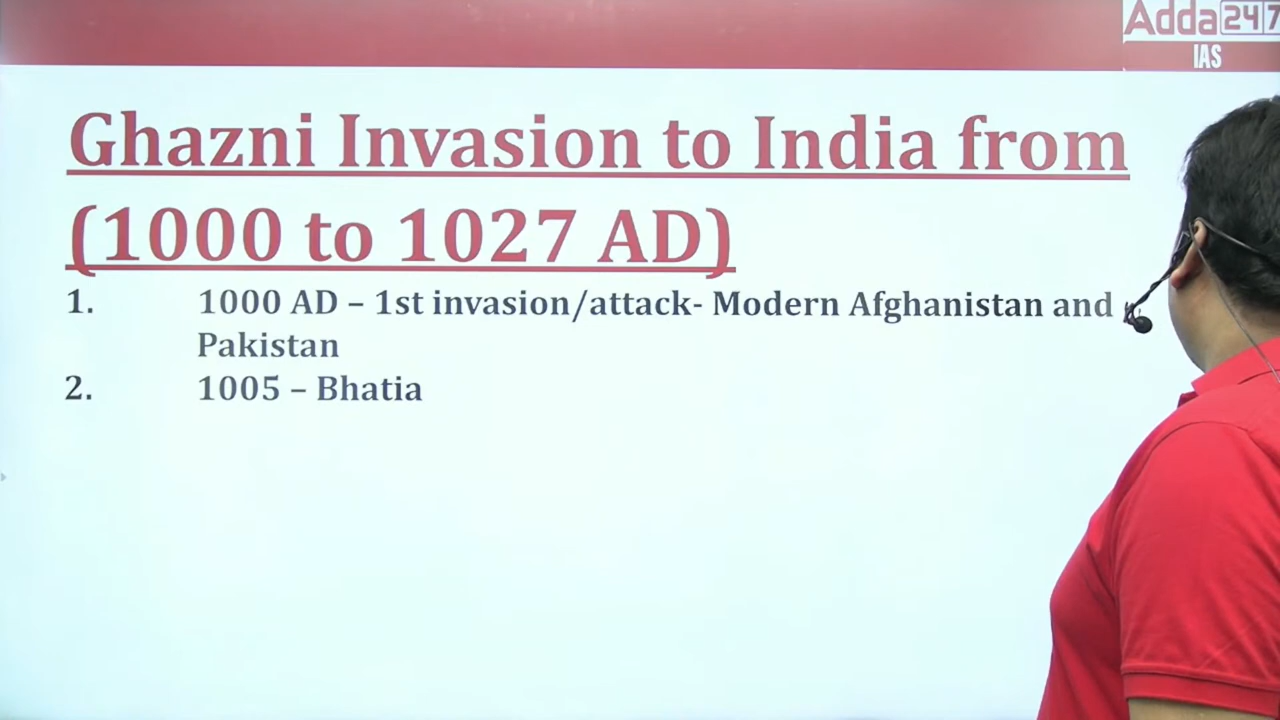 Adda247
IAS
Ghazni Invasion to India from
(1000 to 1027 AD)
1. 1000 AD – 1st invasion/attack- Modern Afghanistan and
Pakistan
2. 1005 – Bhatia